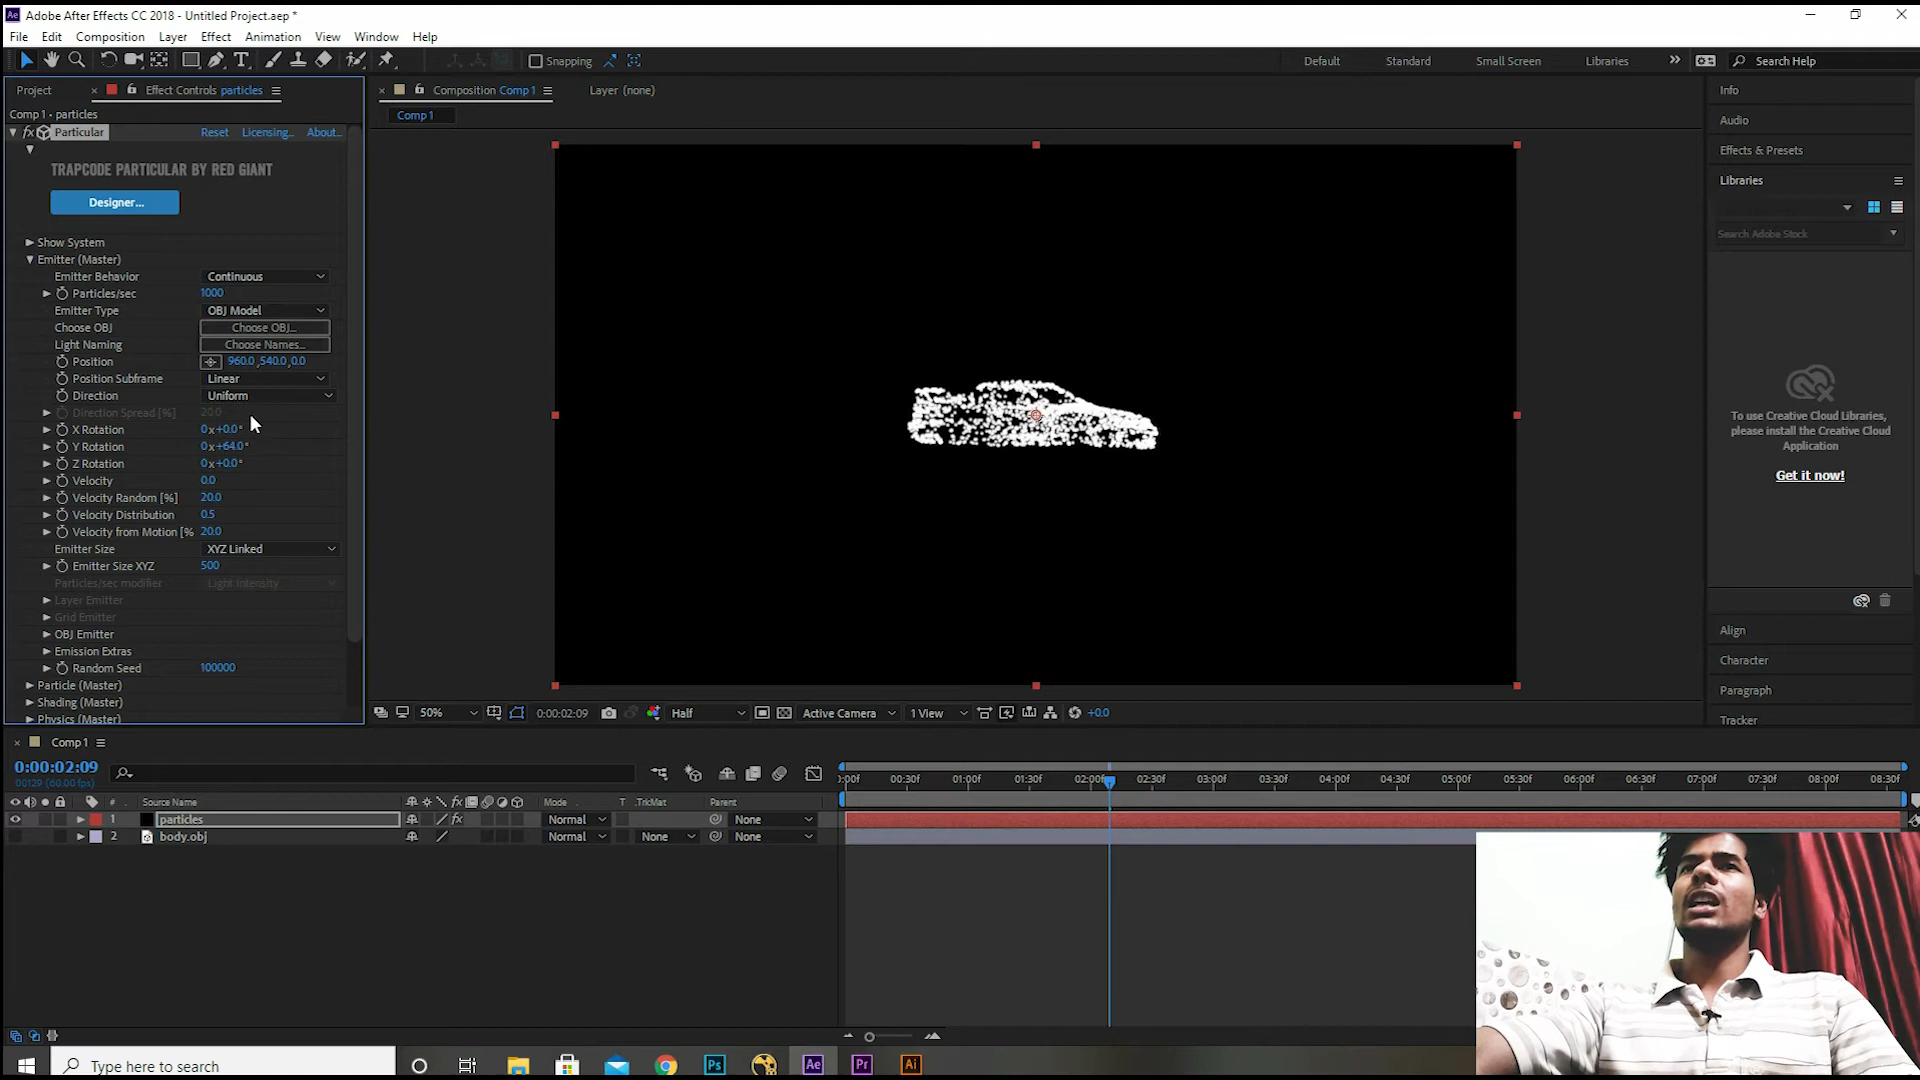 Adobe After Effects CC 2018 - Untitled Project.aep *
File Edit Composition Layer Effect Animation View Window Help
Snapping Default Standard Small Screen Libraries Search Help
Project Effect Controls particles
Comp 1 • particles
Particular Reset Licensing... About...
TRAPCODE PARTICULAR BY RED GIANT
Designer...
Show System
Emitter (Master)
Emitter Behavior Continuous
Particles/sec 1000
Emitter Type OBJ Model
Choose OBJ Choose OBJ...
Light Naming Choose Names...
Position 960.0,540.0,0.0
Position Subframe Linear
Direction Uniform
Direction Spread [%] 20.0
X Rotation 0x+0.0°
Y Rotation 0x+64.0°
Z Rotation 0x+0.0°
Velocity 0.0
Velocity Random [%] 20.0
Velocity Distribution 0.5
Velocity from Motion [% 20.0
Emitter Size XYZ Linked
Emitter Size XYZ 500
Particles/sec modifier Light Intensity
Layer Emitter
Grid Emitter
OBJ Emitter
Emission Extras
Random Seed 100000
Particle (Master)
Shading (Master)
Physics (Master)
Composition Comp 1 Layer (none)
Comp 1
50% 0:00:02:09 Half Active Camera 1 View +0.0
Info
Audio
Effects & Presets
Libraries
Search Adobe Stock
To use Creative Cloud Libraries,
please install the Creative Cloud
Application
Get it now!
Align
Character
Paragraph
Tracker
Comp 1
0:00:02:09
00129 (60.00 fps)
:00f 00:30f 01:00f 01:30f 02:00f 02:30f 03:00f 03:30f 04:00f 04:30f 05:00f 05:30f 06:00f 06:30f 07:00f 07:30f 08:00f 08:30f
# Source Name fx Mode T .TrkMat Parent
1 particles fx Normal None
2 body.obj Normal None None
Type here to search Ps Ae Pr Ai